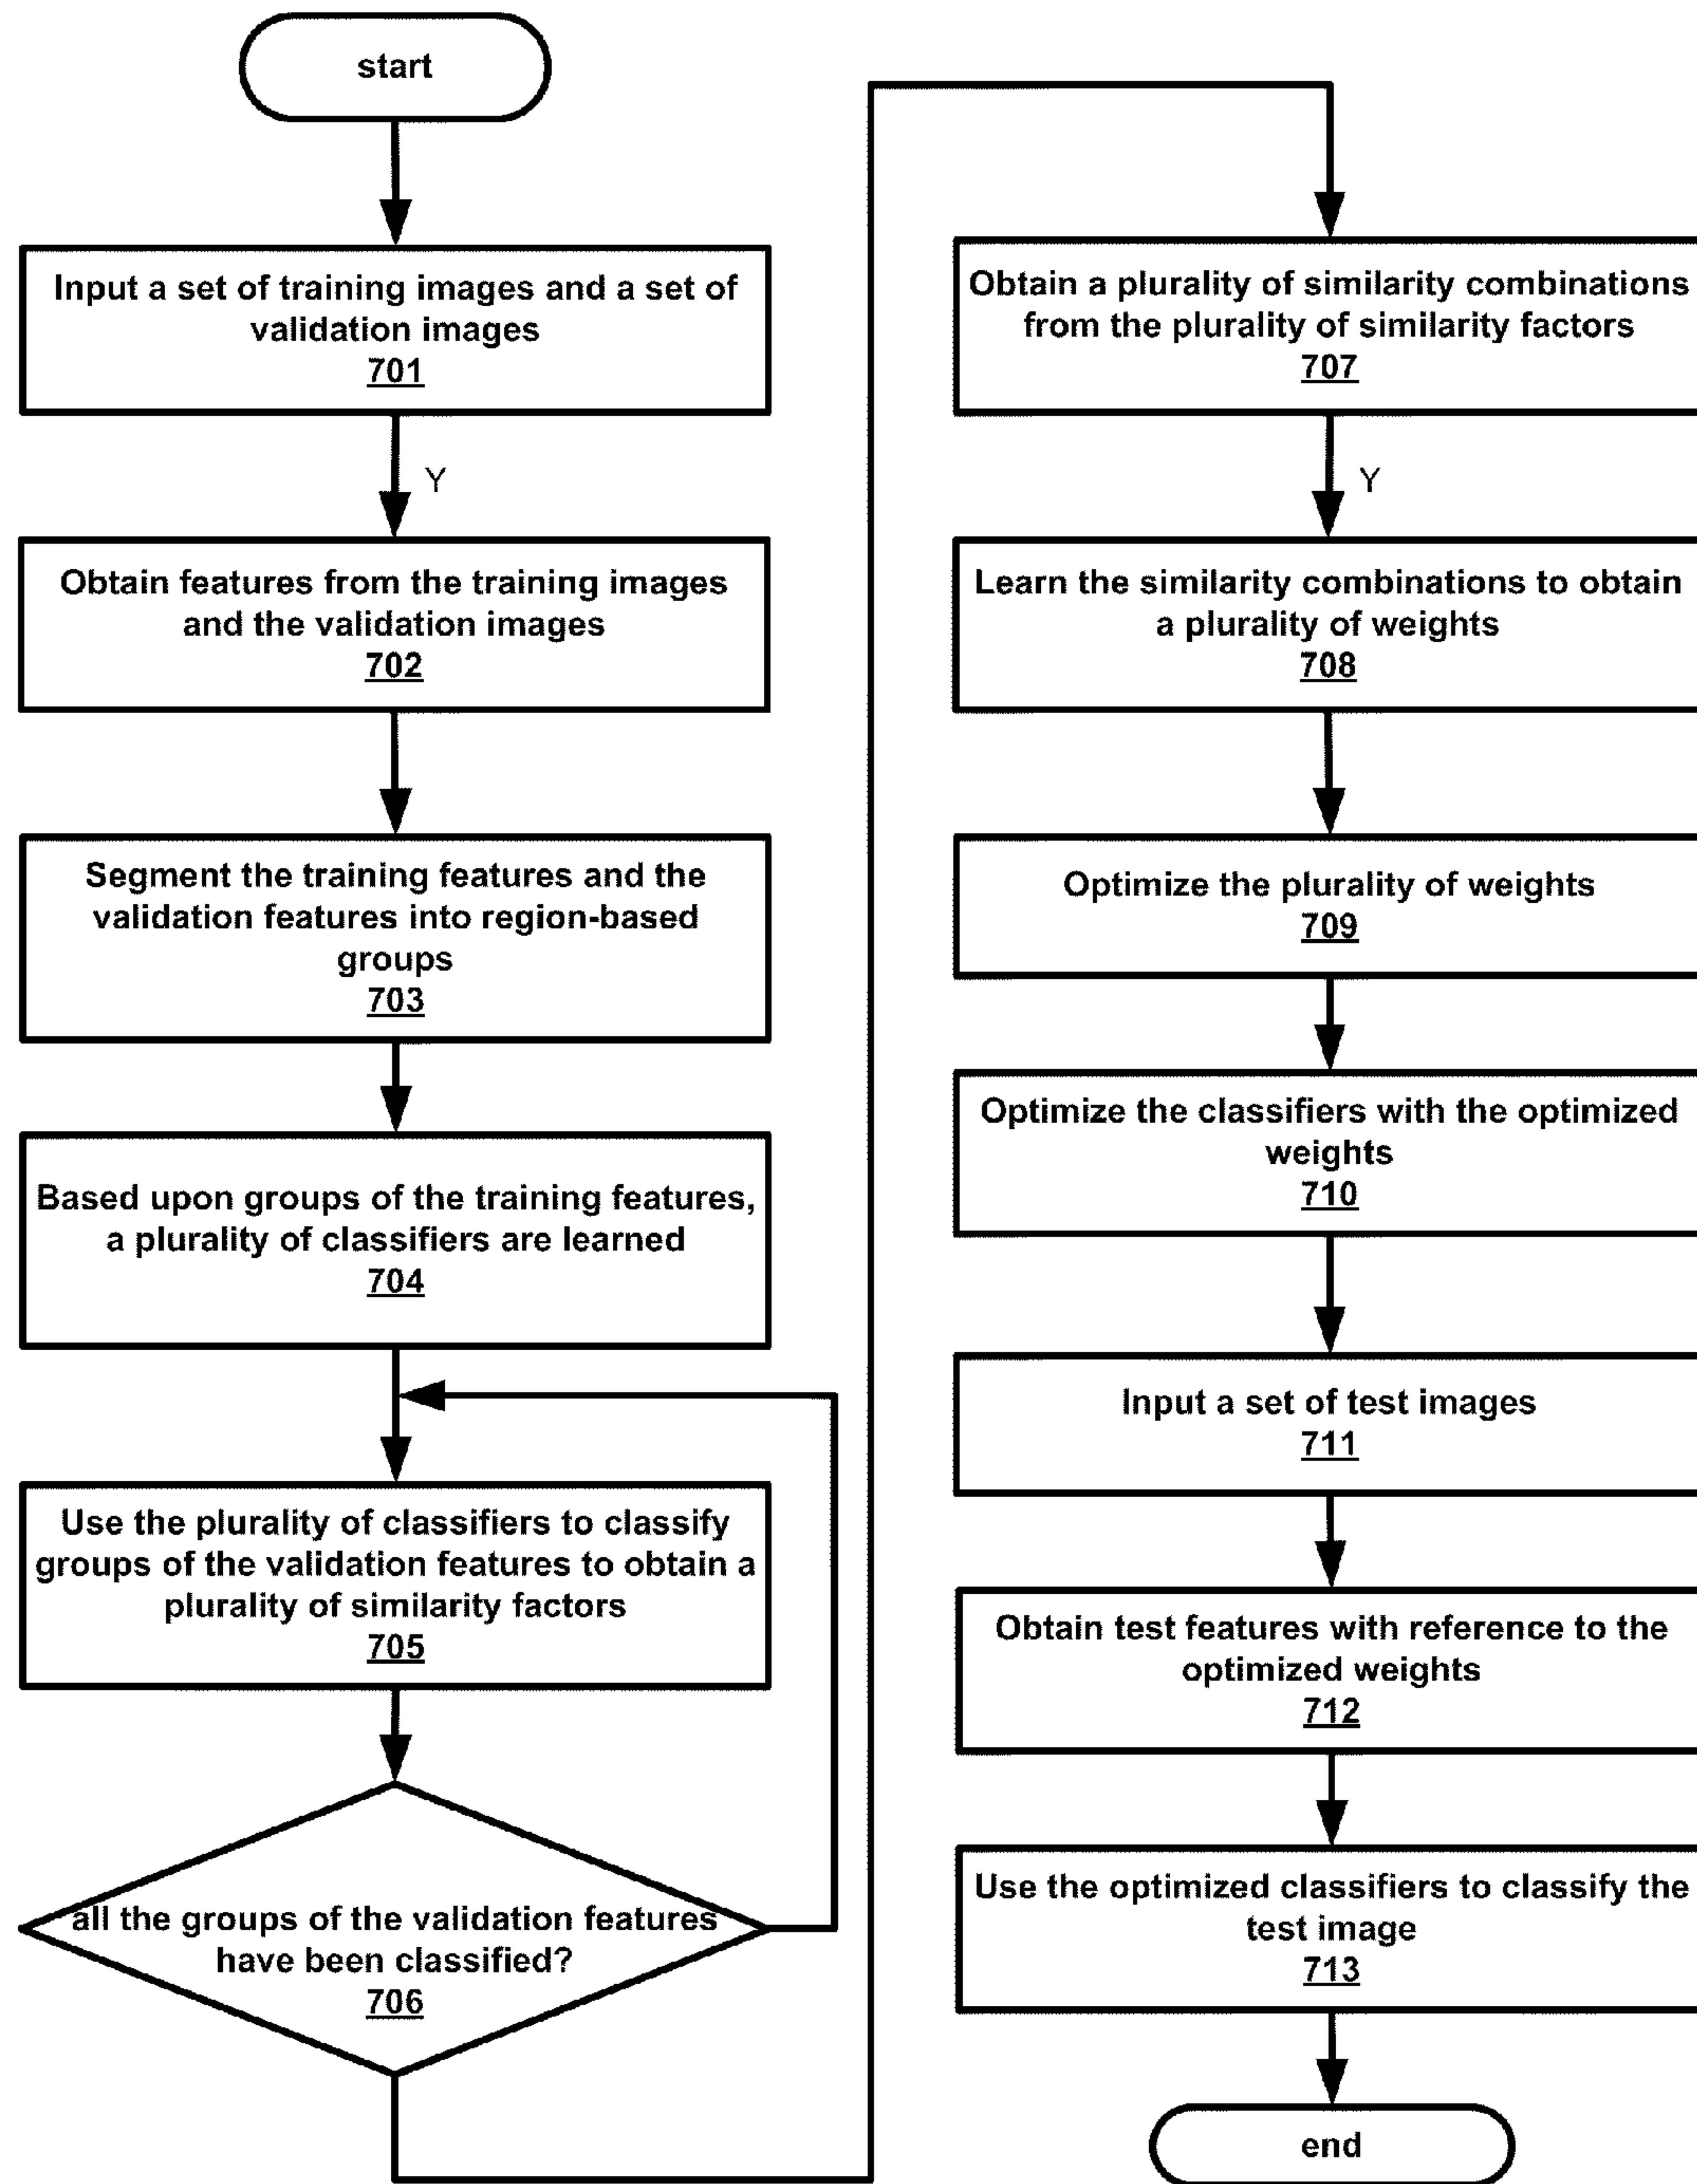 start
Input a set of training images and a set of
validation images
701
Y
Obtain features from the training images
and the validation images
702
Segment the training features and the
validation features into region-based
groups
703
Based upon groups of the training features,
a plurality of classifiers are learned
704
Use the plurality of classifiers to classify
groups of the validation features to obtain a
plurality of similarity factors
705
all the groups of the validation features
have been classified?
706
Obtain a plurality of similarity combinations
from the plurality of similarity factors
707
Y
Learn the similarity combinations to obtain
a plurality of weights
708
Optimize the plurality of weights
709
Optimize the classifiers with the optimized
weights
710
Input a set of test images
711
Obtain test features with reference to the
optimized weights
712
Use the optimized classifiers to classify the
test image
713
end